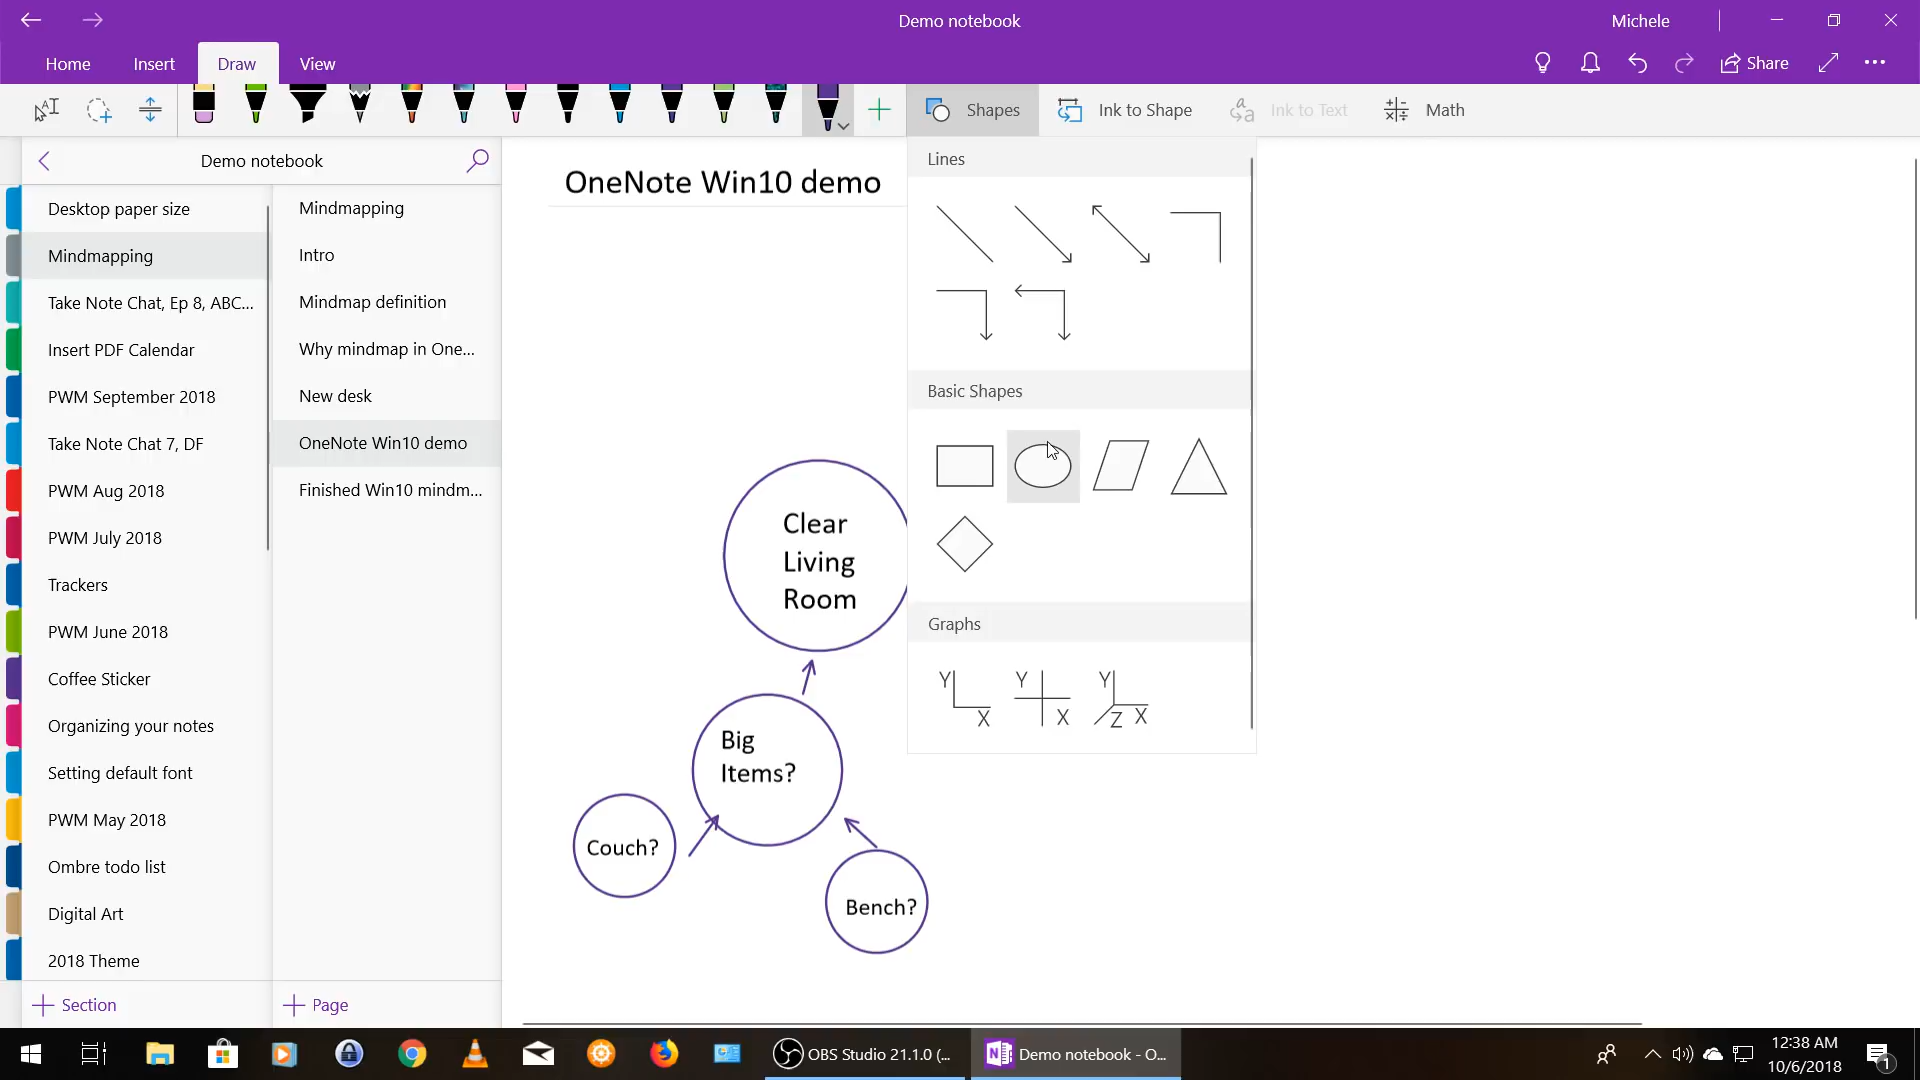 Demo notebook
Michele
Home
Insert
Draw
View
Share
Shapes
Ink to Shape
Ink to Text
Math
Demo notebook
Desktop paper size
Mindmapping
Take Note Chat, Ep 8, ABC...
Insert PDF Calendar
PWM September 2018
Take Note Chat 7, DF
PWM Aug 2018
PWM July 2018
Trackers
PWM June 2018
Coffee Sticker
Organizing your notes
Setting default font
PWM May 2018
Ombre todo list
Digital Art
2018 Theme
Section
Mindmapping
Intro
Mindmap definition
Why mindmap in One...
New desk
OneNote Win10 demo
Finished Win10 mindm...
Page
OneNote Win10 demo
Clear
Living
Room
Big
Items?
Couch?
Bench?
Lines
Basic Shapes
Graphs
Y
X
Y
X
Y
Z X
OBS Studio 21.1.0 (...
Demo notebook - O...
12:38 AM
10/6/2018
1